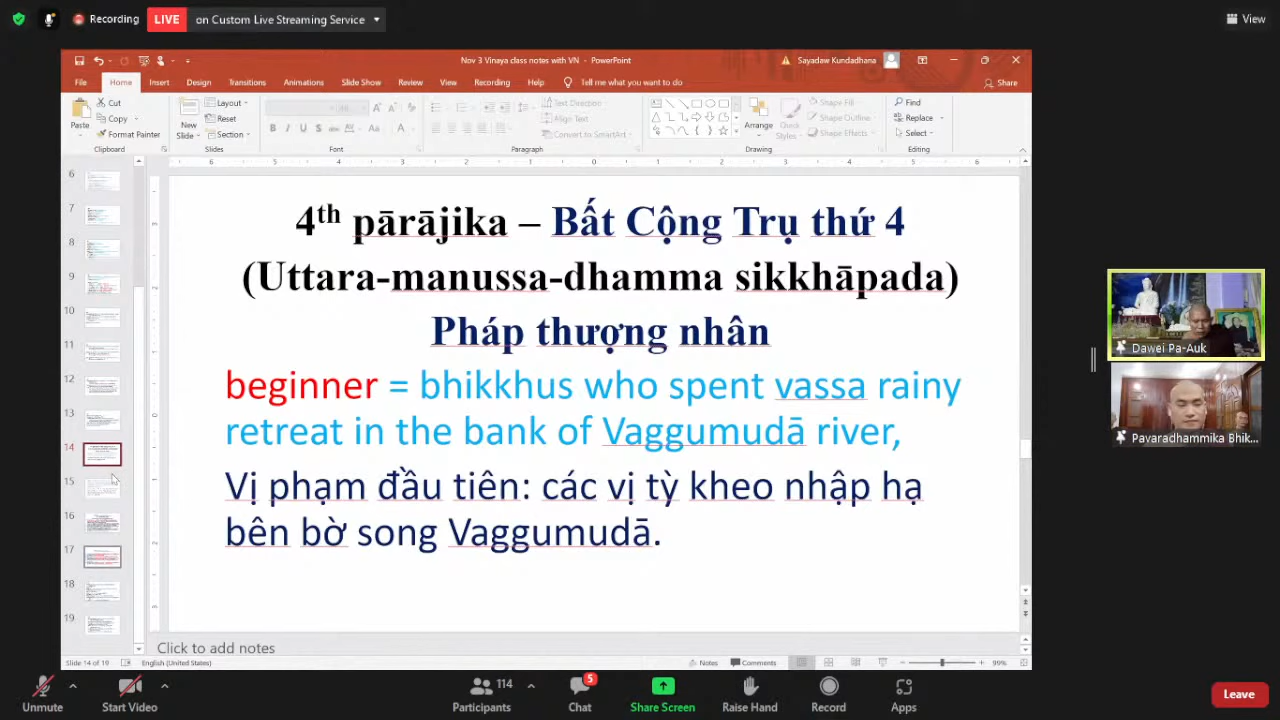 Recording
LIVE on Custom Live Streaming Service
View
Nov 3 Vinaya class notes with VN - PowerPoint
Sayadaw Kundadhana
File Home Insert Design Transitions Animations Slide Show Review View Recording Help Tell me what you want to do
Share
Paste
Cut
Copy
Format Painter
Clipboard
New Slide
Layout
Reset
Section
Slides
Font
Text Direction
Align Text
Convert to SmartArt
Paragraph
Arrange
Quick Styles
Shape Fill
Shape Outline
Shape Effects
Drawing
Find
Replace
Select
Editing
6
7
8
9
10
11
12
13
14
15
16
17
18
19
4th pārājika – Bất Cộng Trụ thứ 4
(Uttara-manussa-dhamma sikkhāpada)
Pháp thượng nhân
beginner = bhikkhus who spent vassa rainy
retreat in the bank of Vaggumudā river,
Vị phạm đầu tiên: các vị tỳ kheo nhập hạ
bên bờ song Vaggumudā.
Click to add notes
Slide 14 of 19 English (United States) Notes Comments 99%
Dawei Pa-Auk
Pavaradhammika Bhik...
Unmute
Start Video
Participants 114
Chat 5
Share Screen
Raise Hand
Record
Apps
Leave